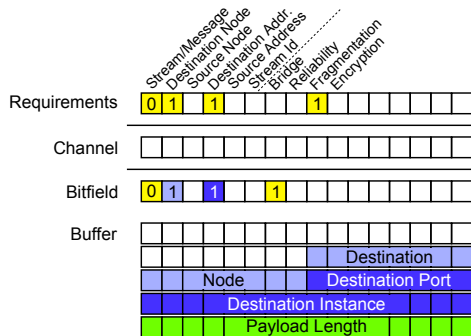 Stream/Message
Destination Node
Source Node
Destination Addr.
Source Address
Stream Id
Bridge
Reliability
Fragmentation
Encryption
Requirements 0 1 1 1
Channel
Bitfield 0 1 1 1
Buffer
Destination
Node Destination Port
Destination Instance
Payload Length